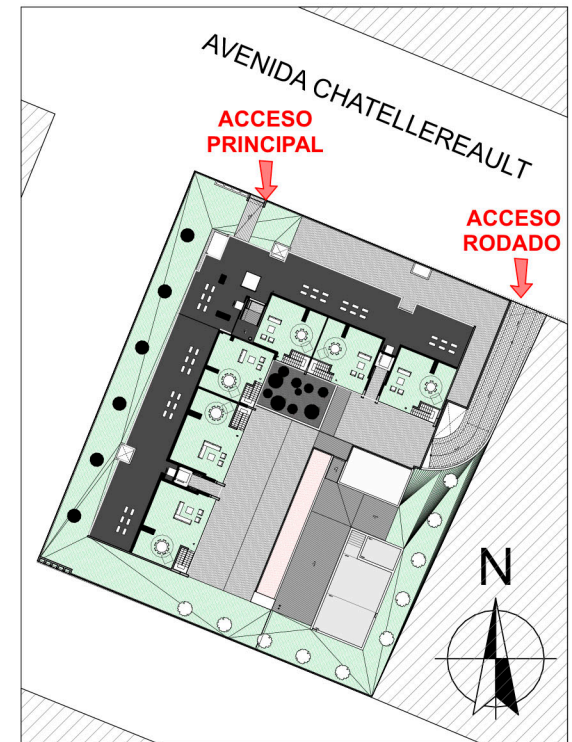 AVENIDA CHATELLEREAULT
ACCESO
PRINCIPAL
ACCESO
RODADO
N